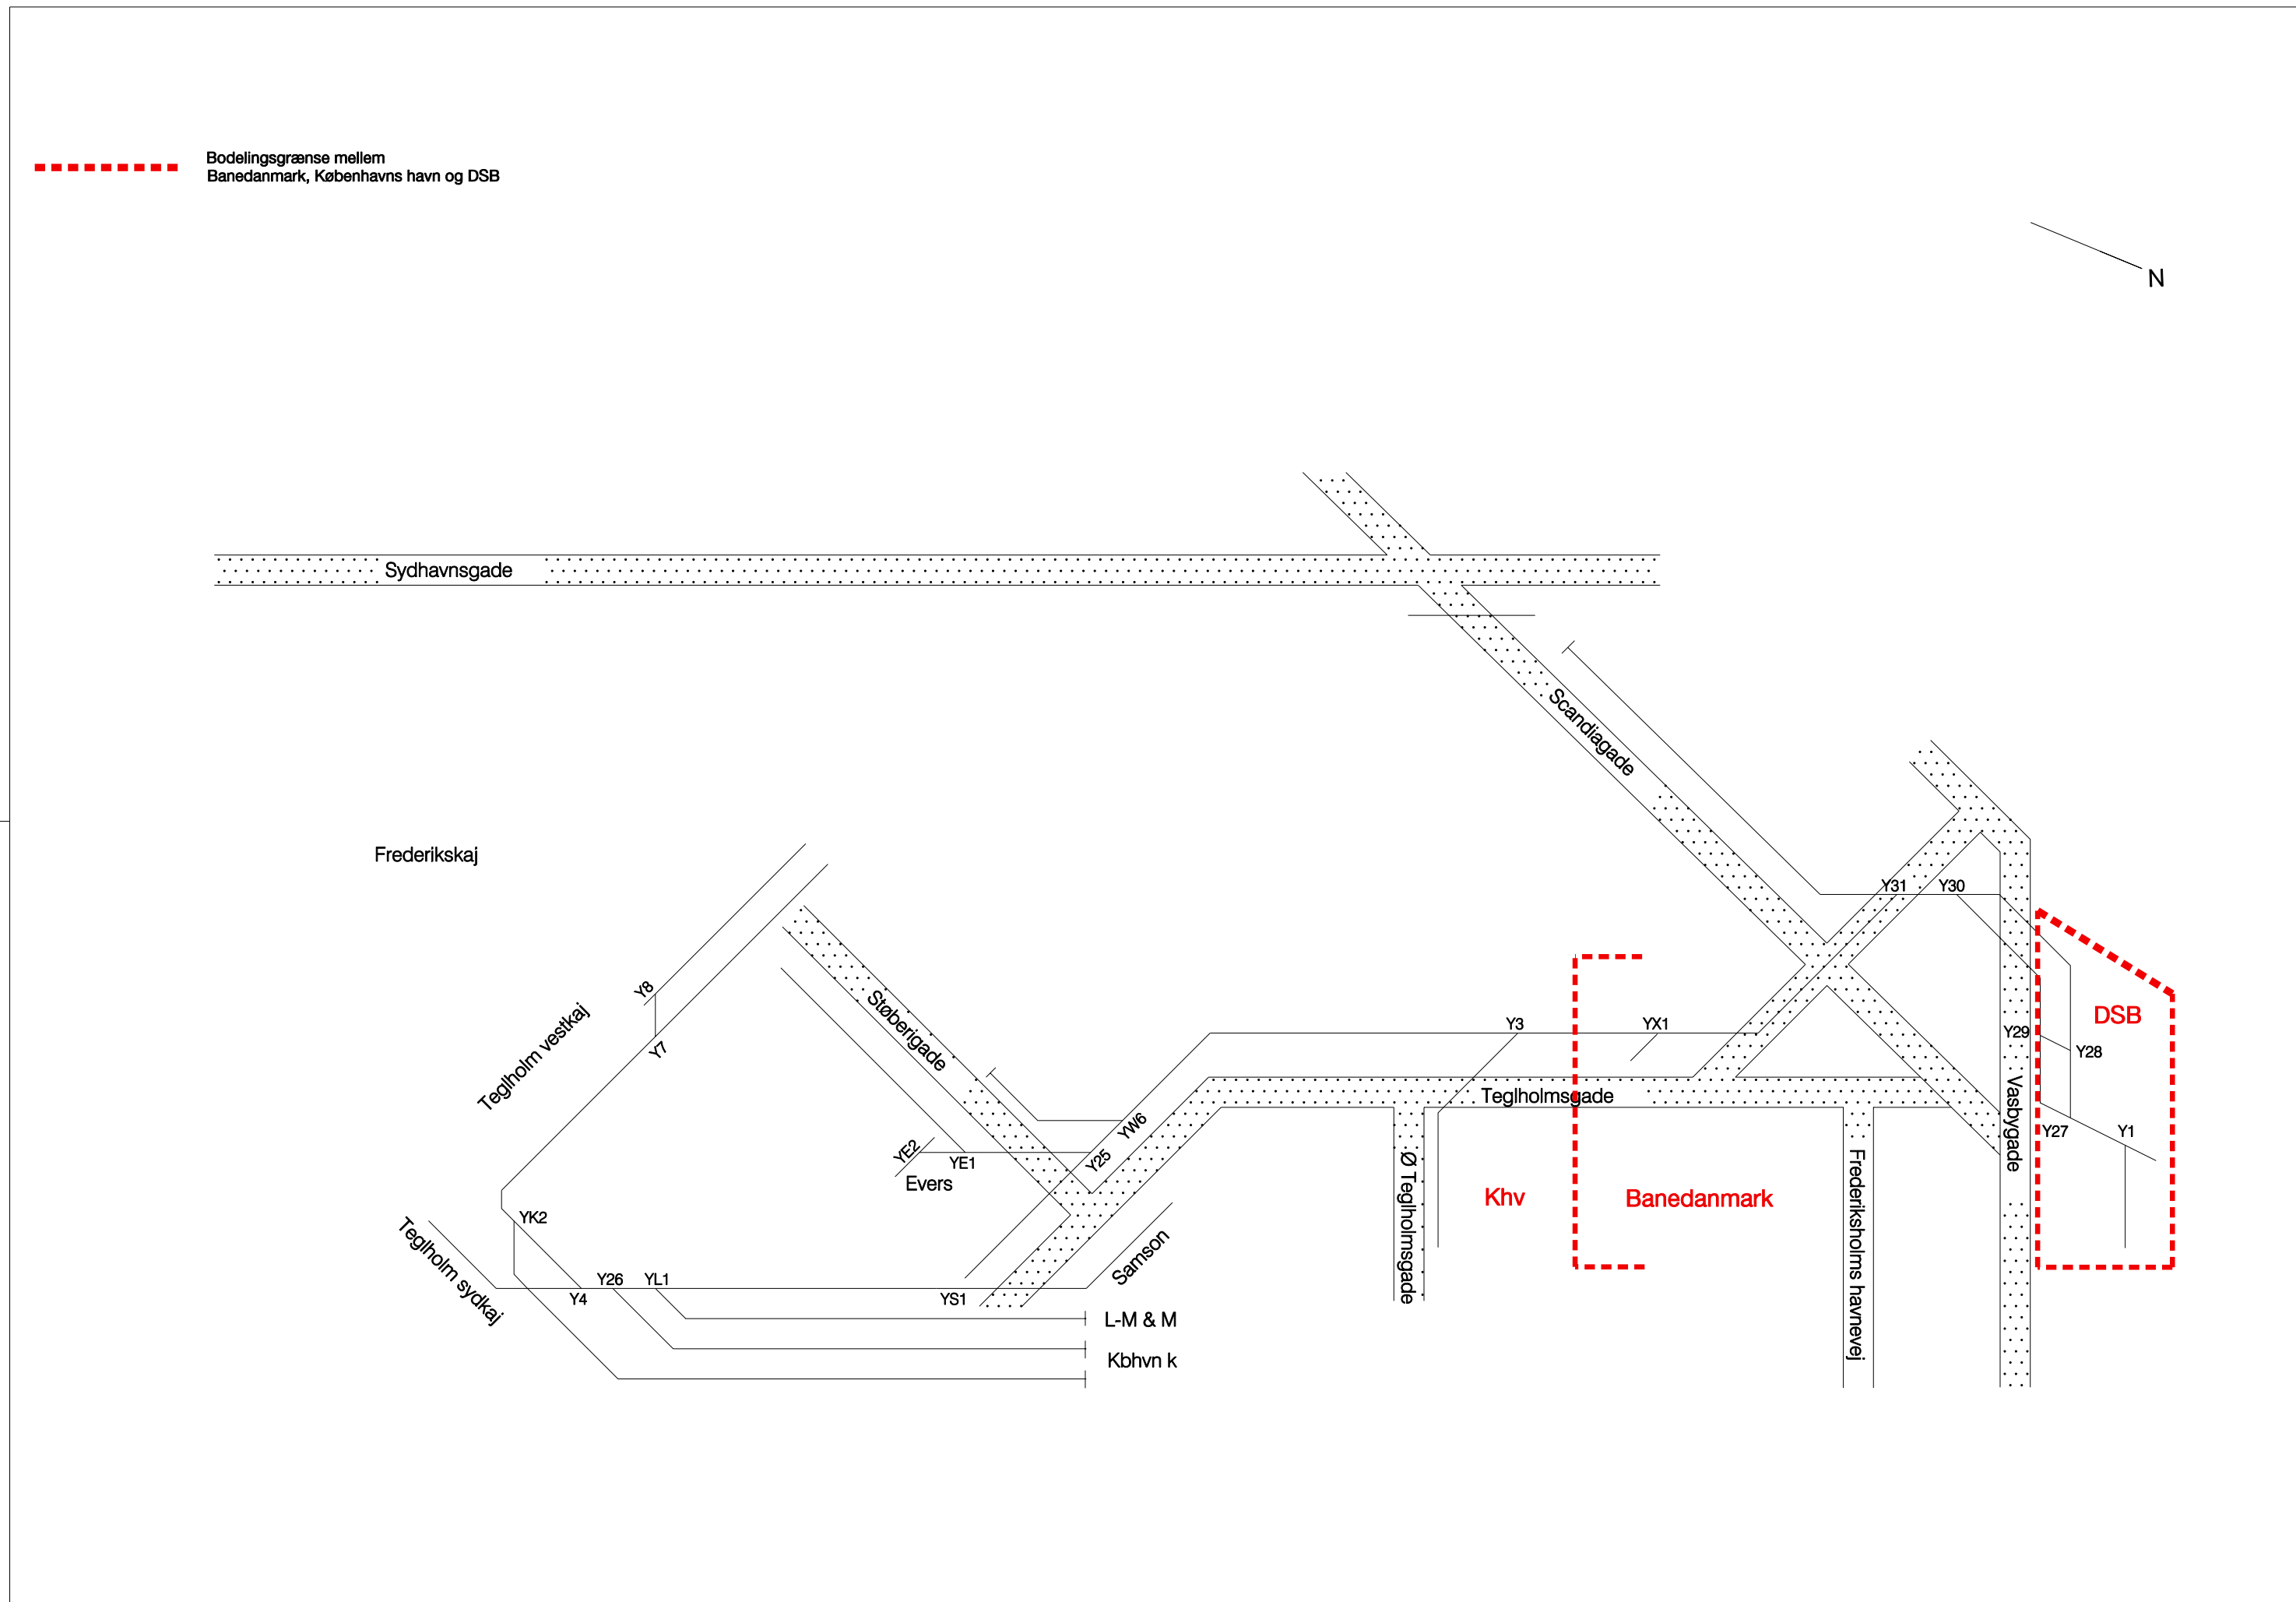 Bodelingsgrænse mellem
Banedanmark, Københavns havn og DSB
N
Sydhavnsgade
Scandiagade
Frederikskaj
Y31
Y30
Y8
Teglholm vestkaj
Y7
Støberigade
Y3
YX1
DSB
Y29
Y28
Teglholmsgade
Vasbygade
YW6
Y25
YE2
YE1
Evers
Y27
Y1
Ø Teglholmsgade
Khv
Banedanmark
Frederiksholms havnevej
YK2
Teglholm sydkaj
Samson
Y26
YL1
Y4
YS1
L-M & M
Kbhvn k